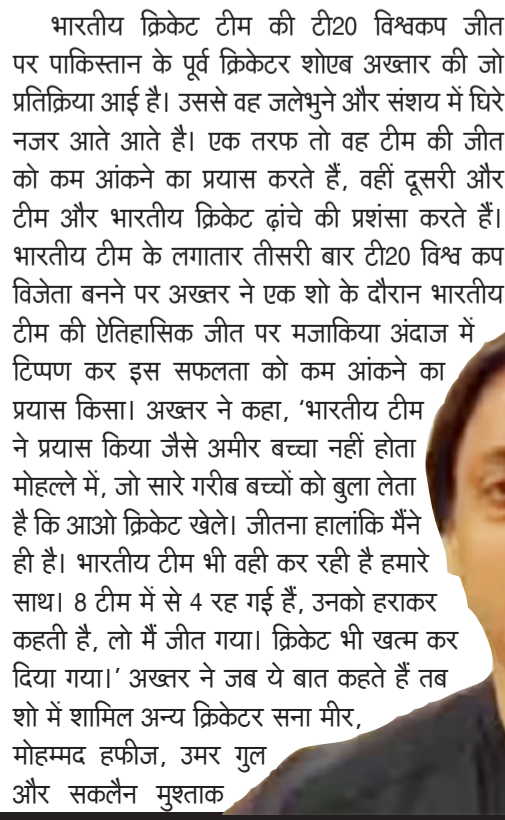 भारतीय क्रिकेट टीम की टी20 विश्वकप जीत
पर पाकिस्तान के पूर्व क्रिकेटर शोएब अख्तार की जो
प्रतिक्रिया आई है। उससे वह जलेभुने और संशय में घिरे
नजर आते आते है। एक तरफ तो वह टीम की जीत
को कम आंकने का प्रयास करते हैं, वहीं दूसरी और
टीम और भारतीय क्रिकेट ढ़ांचे की प्रशंसा करते हैं।
भारतीय टीम के लगातार तीसरी बार टी20 विश्व कप
विजेता बनने पर अख्तर ने एक शो के दौरान भारतीय
टीम की ऐतिहासिक जीत पर मजाकिया अंदाज में
टिप्पण कर इस सफलता को कम आंकने का
प्रयास किसा। अख्तर ने कहा, ‘भारतीय टीम
ने प्रयास किया जैसे अमीर बच्चा नहीं होता
मोहल्ले में, जो सारे गरीब बच्चों को बुला लेता
है कि आओ क्रिकेट खेले। जीतना हालांकि मैंने
ही है। भारतीय टीम भी वही कर रही है हमारे
साथ। 8 टीम में से 4 रह गई हैं, उनको हराकर
कहती है, लो मैं जीत गया। क्रिकेट भी खत्म कर
दिया गया।’ अख्तर ने जब ये बात कहते हैं तब
शो में शामिल अन्य क्रिकेटर सना मीर,
मोहम्मद हफीज, उमर गुल
और सकलैन मुश्ताक